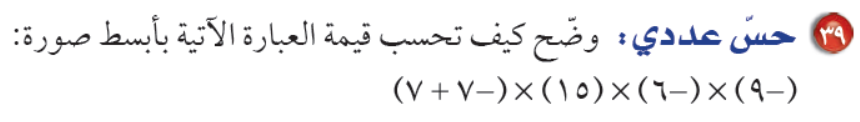 ٣٩ حسّ عددي: وضّح كيف تحسب قيمة العبارة الآتية بأبسط صورة:
(−٩) × (−٦) × (١٥) × (−٧ + ٧)